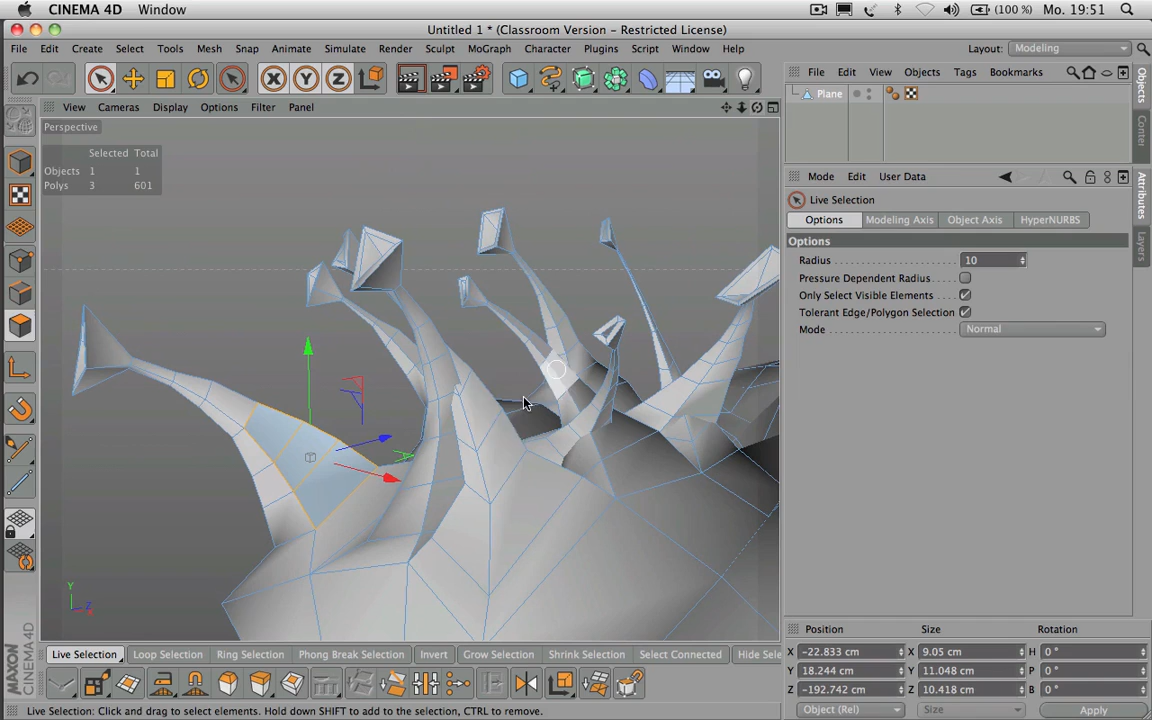 CINEMA 4D Window (100 %) Mo. 19:51
Untitled 1 * (Classroom Version - Restricted License)
File Edit Create Select Tools Mesh Snap Animate Simulate Render Sculpt MoGraph Character Plugins Script Window Help Layout: Modeling
X Y Z
File Edit View Objects Tags Bookmarks
Objects
Plane
View Cameras Display Options Filter Panel
Perspective
Selected Total
Objects 1 1
Polys 3 601
Mode Edit User Data
Attributes
Layers
Live Selection
Options Modeling Axis Object Axis HyperNURBS
Options
Radius 10
Pressure Dependent Radius
Only Select Visible Elements
Tolerant Edge/Polygon Selection
Mode Normal
Y
Z
Position Size Rotation
X -22.833 cm X 9.05 cm H 0 °
Y 18.244 cm Y 11.048 cm P 0 °
Z -192.742 cm Z 10.418 cm B 0 °
Object (Rel) Size Apply
Live Selection Loop Selection Ring Selection Phong Break Selection Invert Grow Selection Shrink Selection Select Connected Hide Sele
MAXON
CINEMA 4D
Live Selection: Click and drag to select elements. Hold down SHIFT to add to the selection, CTRL to remove.